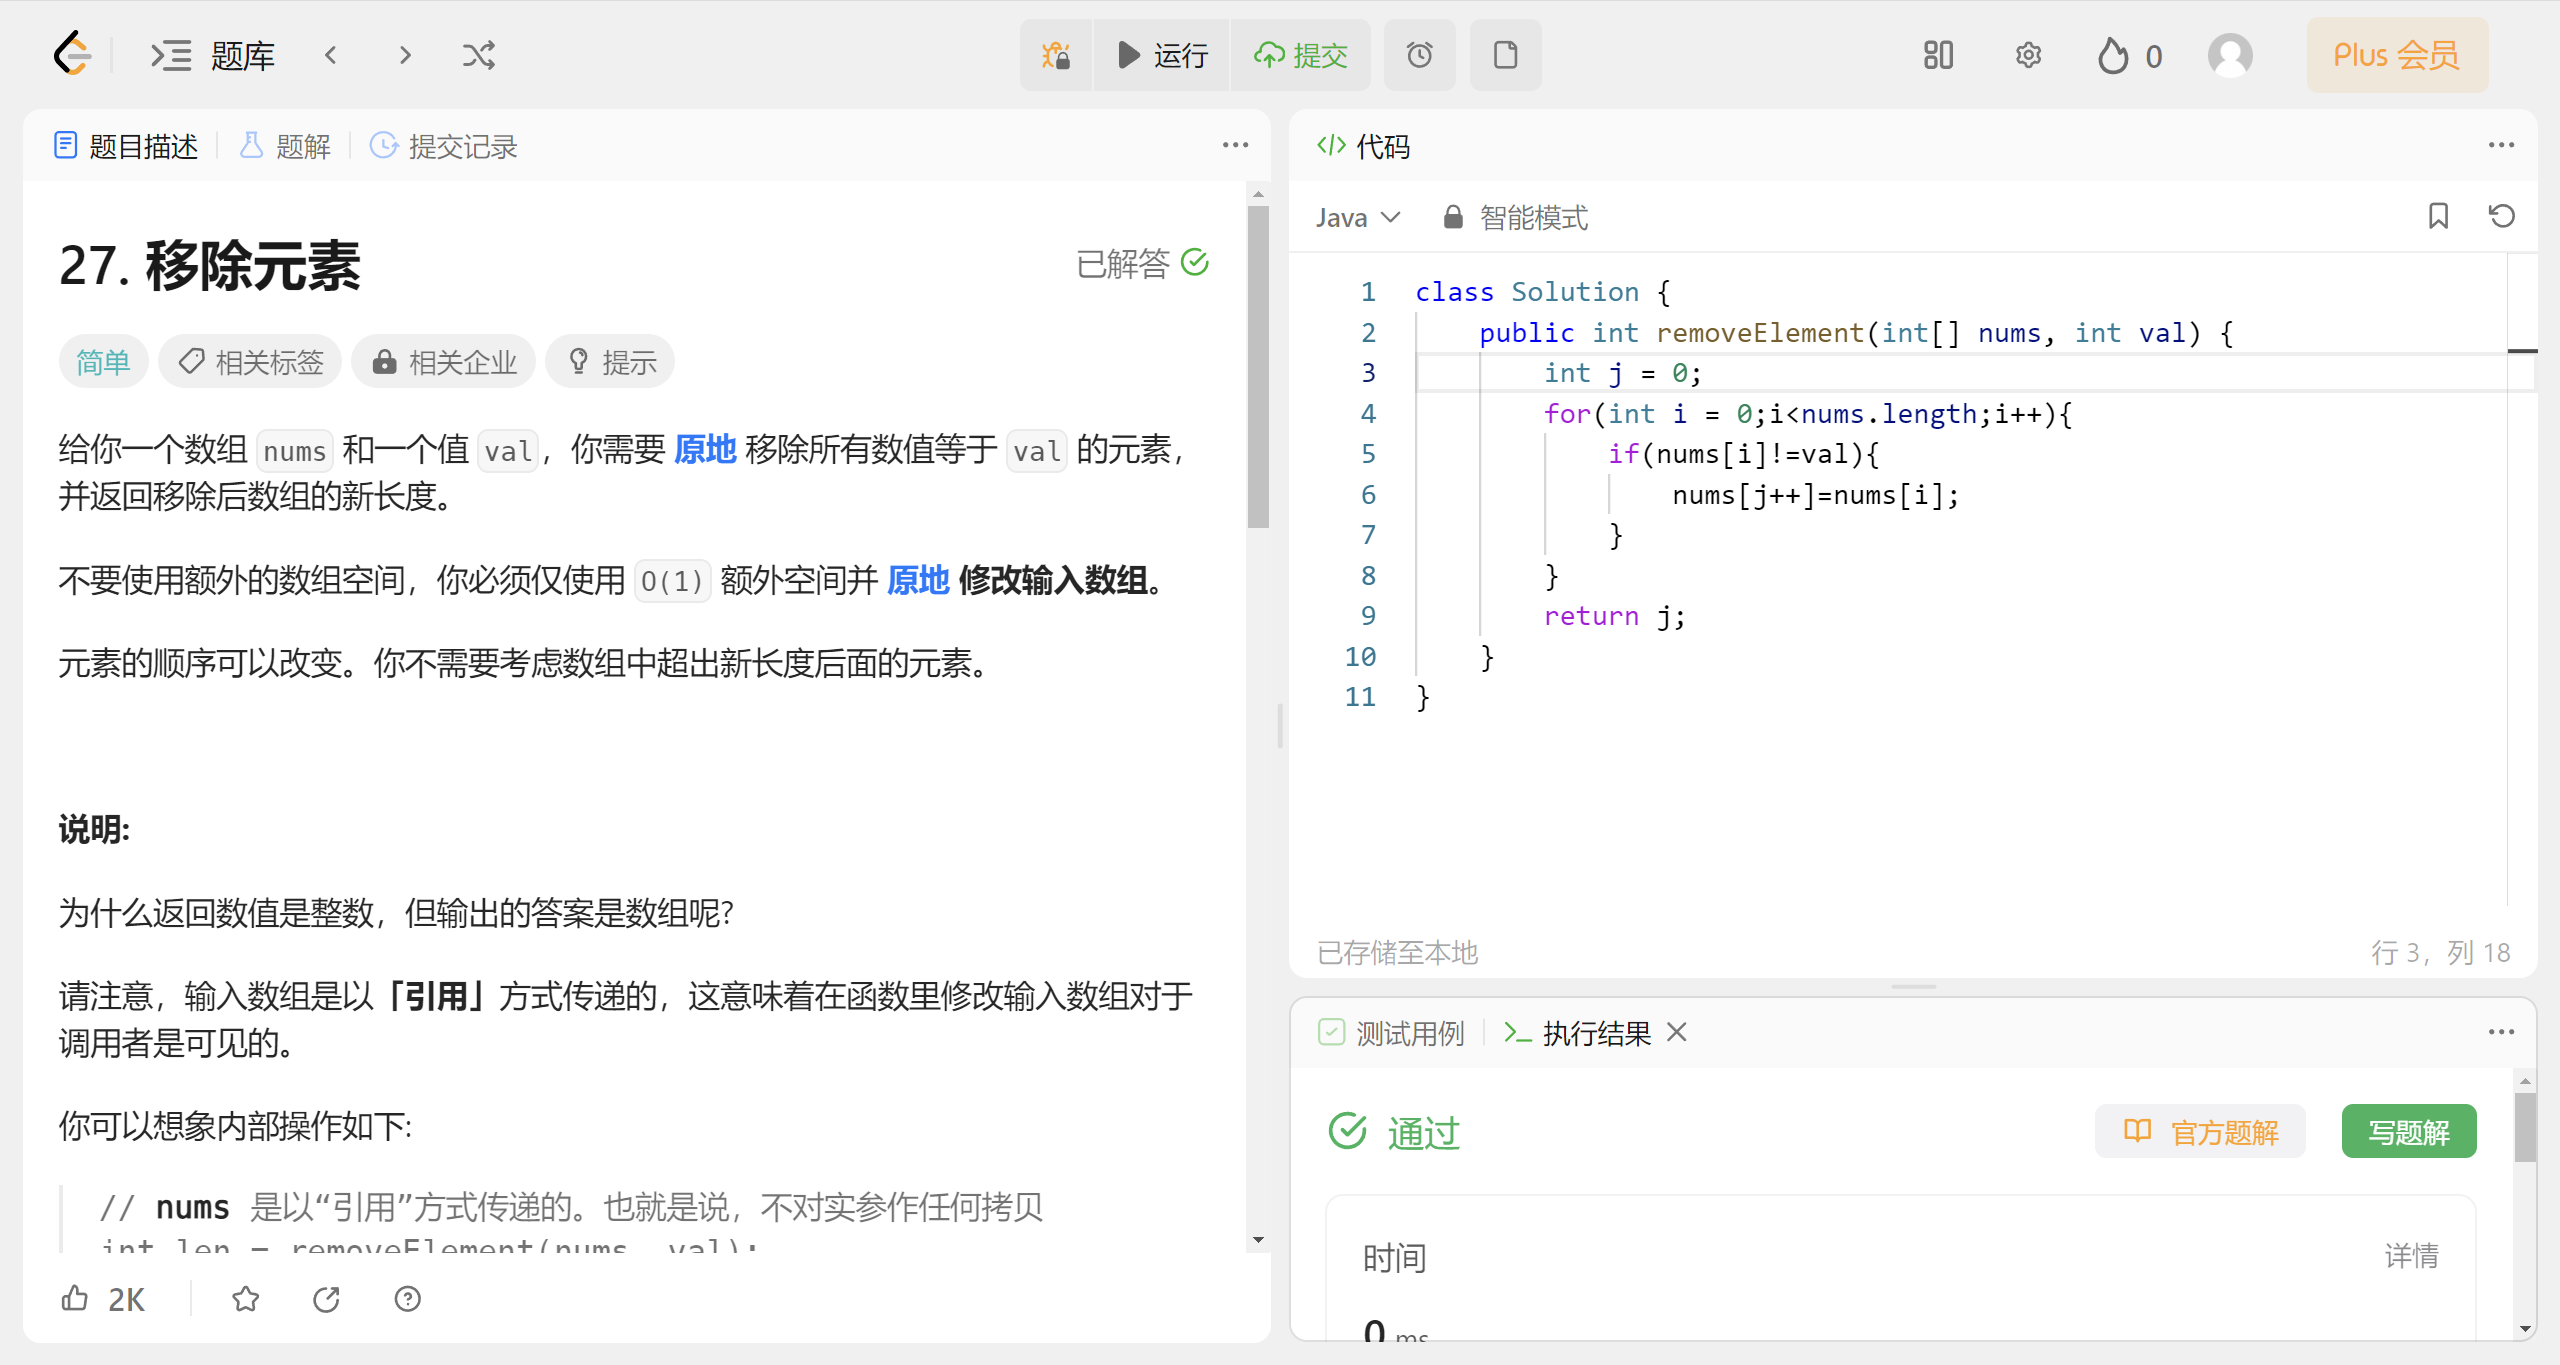 题库
运行
提交
0
Plus 会员
题目描述
题解
提交记录
27. 移除元素
已解答
简单
相关标签
相关企业
提示
给你一个数组 nums 和一个值 val，你需要 原地 移除所有数值等于 val 的元素，
并返回移除后数组的新长度。
不要使用额外的数组空间，你必须仅使用 O(1) 额外空间并 原地 修改输入数组。
元素的顺序可以改变。你不需要考虑数组中超出新长度后面的元素。
说明:
为什么返回数值是整数，但输出的答案是数组呢?
请注意，输入数组是以「引用」方式传递的，这意味着在函数里修改输入数组对于
调用者是可见的。
你可以想象内部操作如下:
// nums 是以“引用”方式传递的。也就是说，不对实参作任何拷贝
int len = removeElement(nums, val);
2K
代码
Java
智能模式
1 class Solution {
2 public int removeElement(int[] nums, int val) {
3 int j = 0;
4 for(int i = 0;i<nums.length;i++){
5 if(nums[i]!=val){
6 nums[j++]=nums[i];
7 }
8 }
9 return j;
10 }
11 }
已存储至本地
行 3，列 18
测试用例
执行结果
通过
官方题解
写题解
时间
详情
0 ms